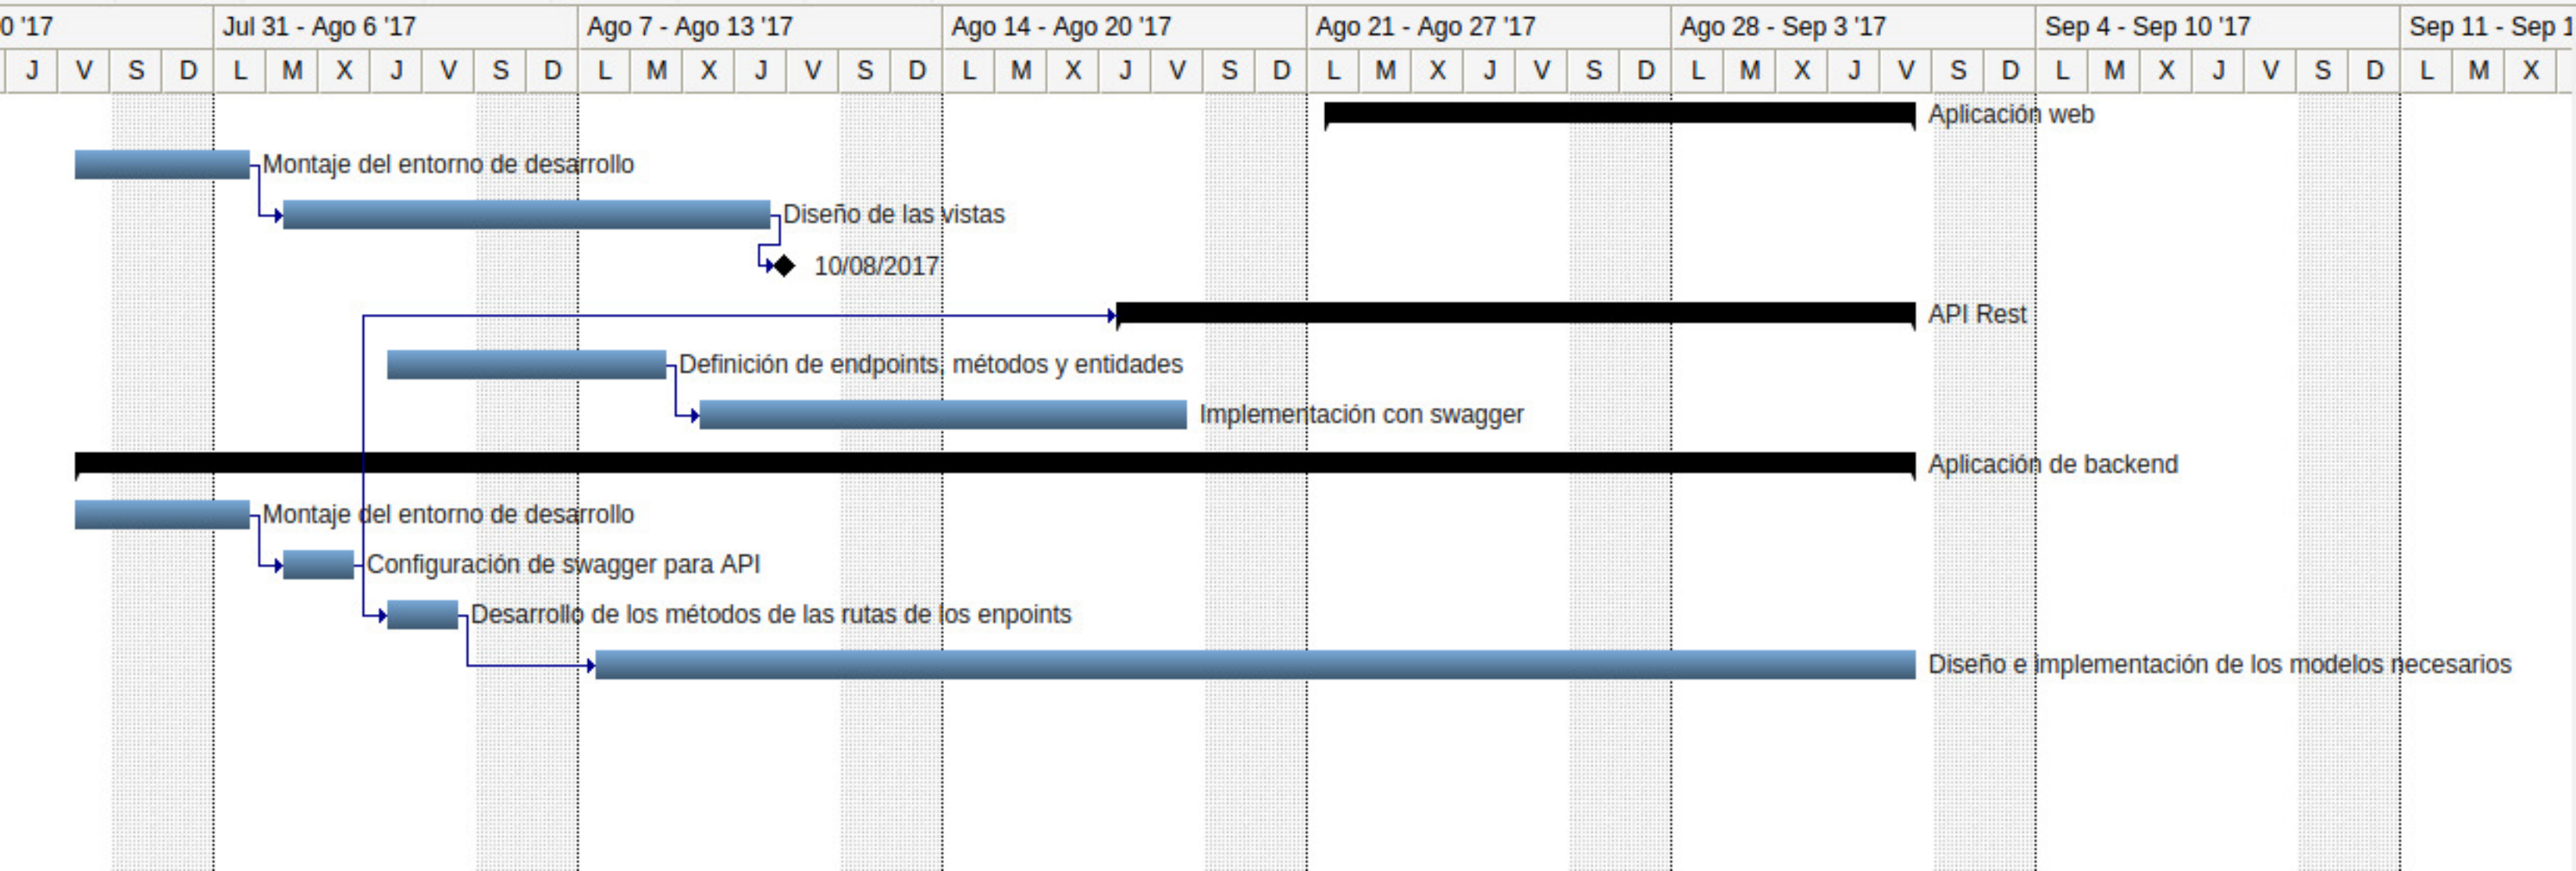 0 '17 Jul 31 - Ago 6 '17 Ago 7 - Ago 13 '17 Ago 14 - Ago 20 '17 Ago 21 - Ago 27 '17 Ago 28 - Sep 3 '17 Sep 4 - Sep 10 '17 Sep 11 - Sep 1
J V S D L M X J V S D L M X J V S D L M X J V S D L M X J V S D L M X J V S D L M X J V S D L M X
Aplicación web
Montaje del entorno de desarrollo
Diseño de las vistas
10/08/2017
API Rest
Definición de endpoints, métodos y entidades
Implementación con swagger
Aplicación de backend
Montaje del entorno de desarrollo
Configuración de swagger para API
Desarrollo de los métodos de las rutas de los enpoints
Diseño e implementación de los modelos necesarios